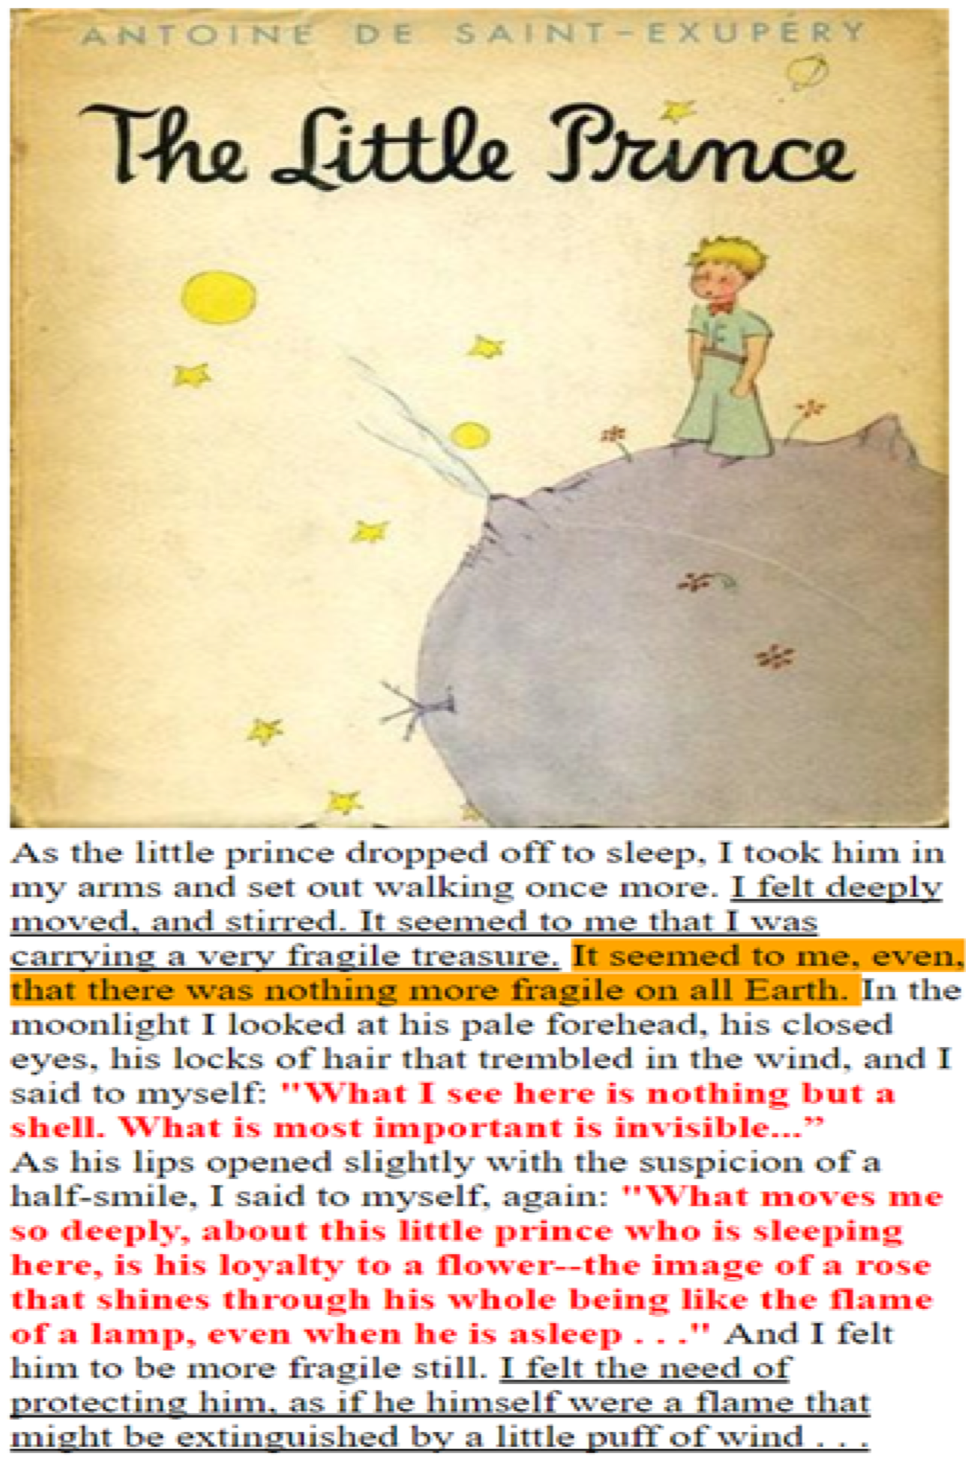 ANTOINE DE SAINT-EXUPÉRY
The Little Prince
As the little prince dropped off to sleep, I took him in
my arms and set out walking once more. I felt deeply
moved, and stirred. It seemed to me that I was
carrying a very fragile treasure. It seemed to me, even,
that there was nothing more fragile on all Earth. In the
moonlight I looked at his pale forehead, his closed
eyes, his locks of hair that trembled in the wind, and I
said to myself: "What I see here is nothing but a
shell. What is most important is invisible...”
As his lips opened slightly with the suspicion of a
half-smile, I said to myself, again: "What moves me
so deeply, about this little prince who is sleeping
here, is his loyalty to a flower--the image of a rose
that shines through his whole being like the flame
of a lamp, even when he is asleep . . ." And I felt
him to be more fragile still. I felt the need of
protecting him, as if he himself were a flame that
might be extinguished by a little puff of wind . . .